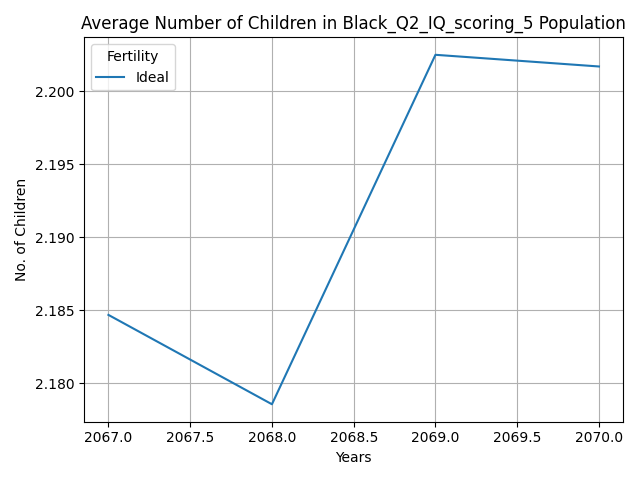 Average Number of Children in Black_Q2_IQ_scoring_5 Population
Fertility
Ideal
No. of Children
2.200
2.195
2.190
2.185
2.180
2067.0 2067.5 2068.0 2068.5 2069.0 2069.5 2070.0
Years